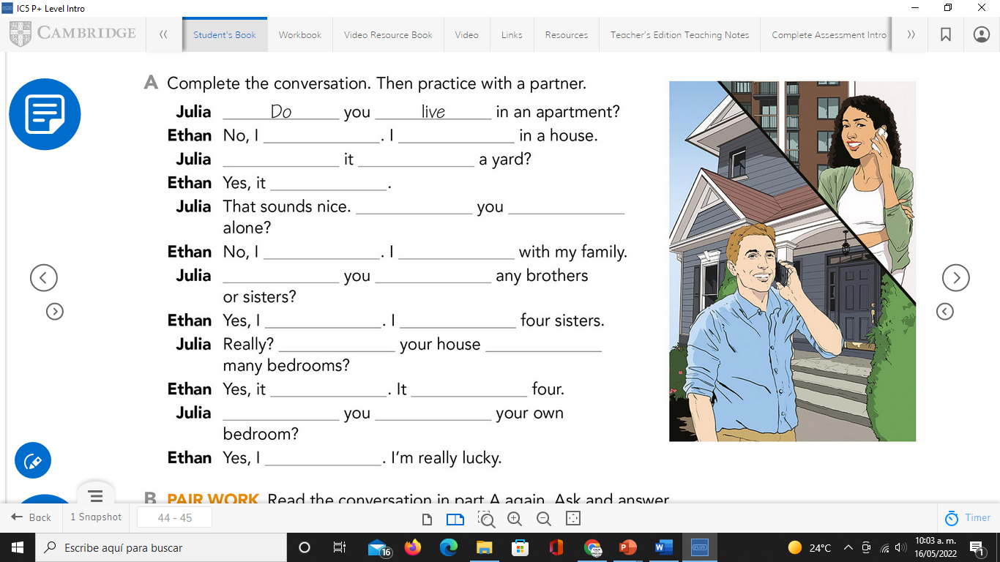 IC5 P+ Level Intro
CAMBRIDGE
Student's Book
Workbook
Video Resource Book
Video
Links
Resources
Teacher's Edition Teaching Notes
Complete Assessment Intro
A Complete the conversation. Then practice with a partner.
Julia Do you live in an apartment?
Ethan No, I ____________. I ____________ in a house.
Julia ____________ it ____________ a yard?
Ethan Yes, it ____________.
Julia That sounds nice. ____________ you ____________
alone?
Ethan No, I ____________. I ____________ with my family.
Julia ____________ you ____________ any brothers
or sisters?
Ethan Yes, I ____________. I ____________ four sisters.
Julia Really? ____________ your house ____________
many bedrooms?
Ethan Yes, it ____________. It ____________ four.
Julia ____________ you ____________ your own
bedroom?
Ethan Yes, I ____________. I'm really lucky.
B PAIR WORK Read the conversation in part A again. Ask and answer
Back
1 Snapshot
44 - 45
Timer
Escribe aquí para buscar
16
24°C
10:03 a. m.
16/05/2022
1
PLUS